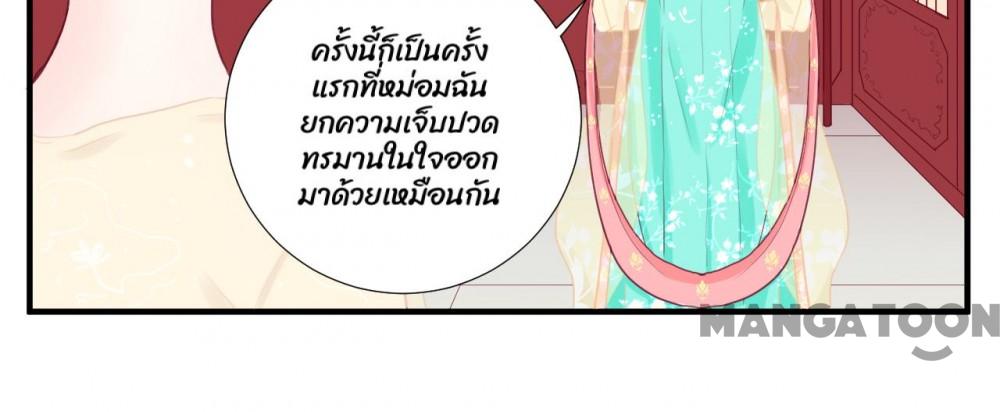 ครั้งนี้ก็เป็นครั้ง
แรกที่หม่อมฉัน
ยกความเจ็บปวด
ทรมานในใจออก
มาด้วยเหมือนกัน
MANGATOON